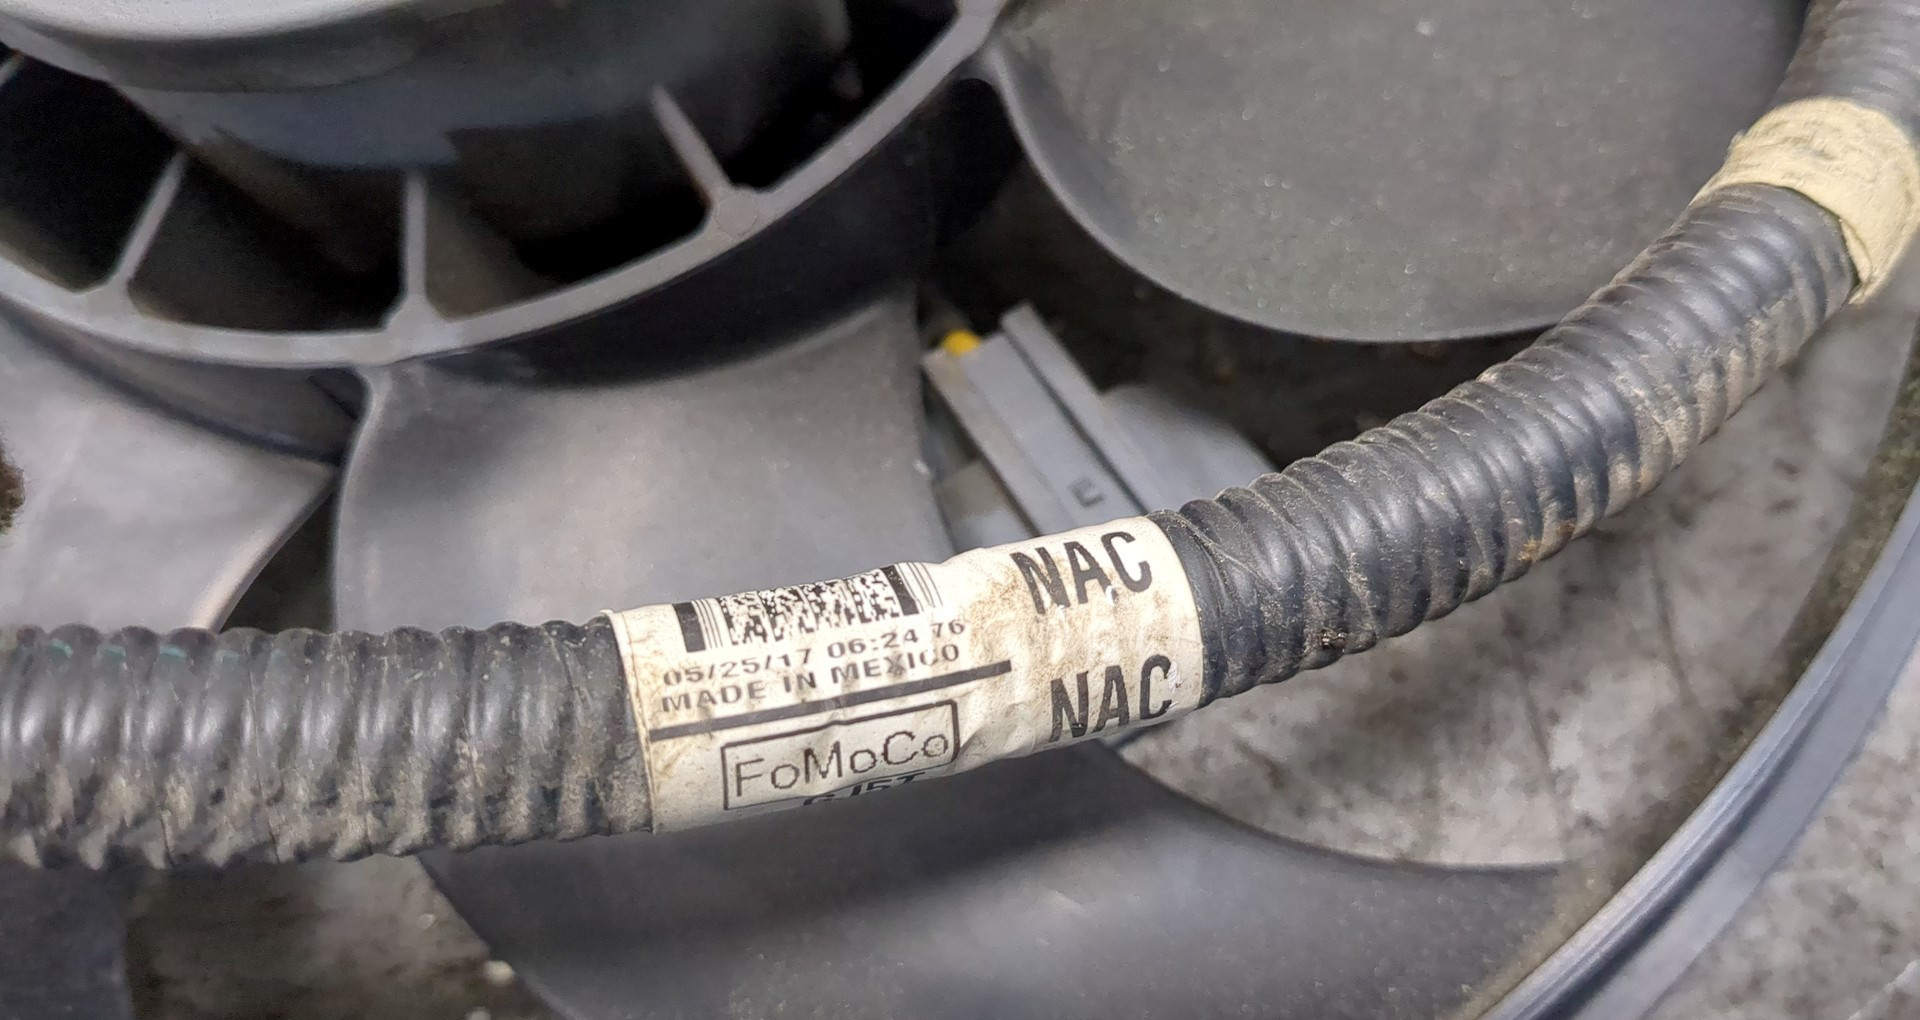 05/25/17 06:24 76
MADE IN MEXICO
FoMoCo
NAC
NAC